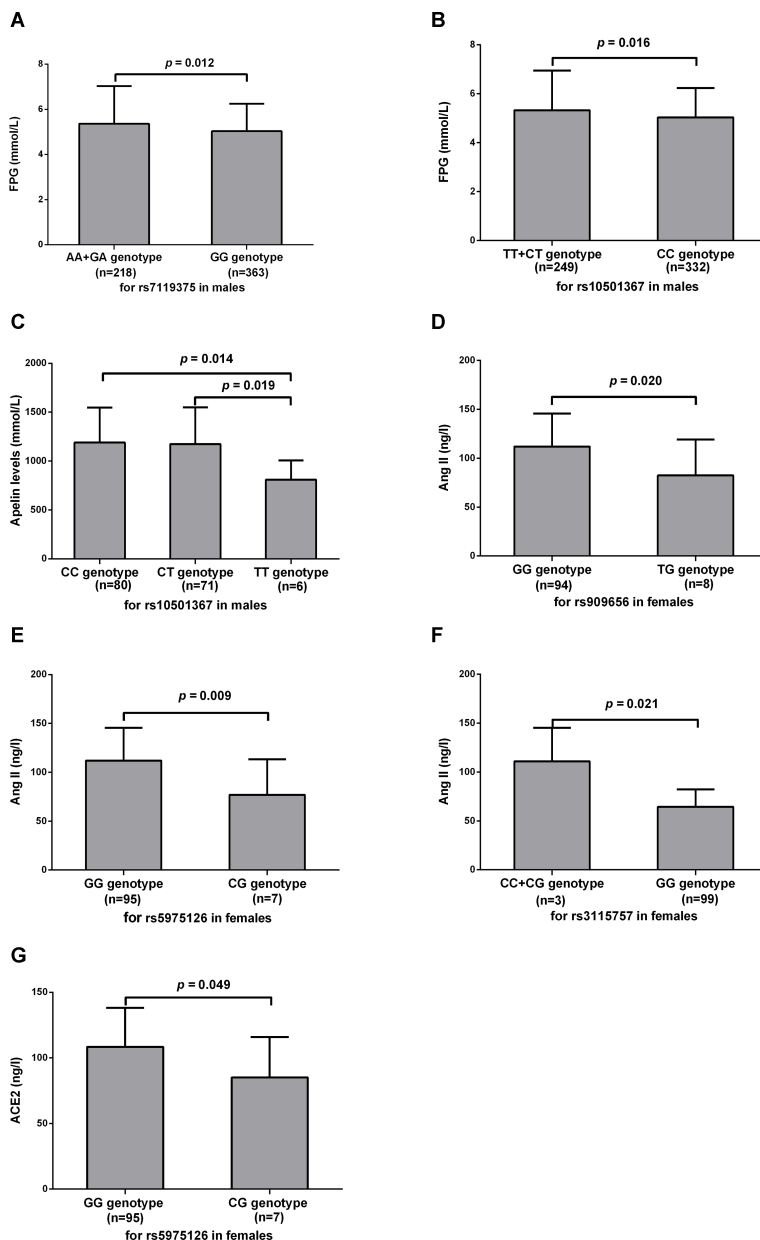 A
p = 0.012
8
6
4
2
0
FPG (mmol/L)
AA+GA genotype
(n=218)
GG genotype
(n=363)
for rs7119375 in males
B
p = 0.016
8
6
4
2
0
FPG (mmol/L)
TT+CT genotype
(n=249)
CC genotype
(n=332)
for rs10501367 in males
C
p = 0.014
p = 0.019
2000
1500
1000
500
0
Apelin levels (mmol/L)
CC genotype
(n=80)
CT genotype
(n=71)
TT genotype
(n=6)
for rs10501367 in males
D
p = 0.020
200
150
100
50
0
Ang II (ng/l)
GG genotype
(n=94)
TG genotype
(n=8)
for rs909656 in females
E
p = 0.009
200
150
100
50
0
Ang II (ng/l)
GG genotype
(n=95)
CG genotype
(n=7)
for rs5975126 in females
F
p = 0.021
200
150
100
50
0
Ang II (ng/l)
CC+CG genotype
(n=3)
GG genotype
(n=99)
for rs3115757 in females
G
p = 0.049
150
100
50
0
ACE2 (ng/l)
GG genotype
(n=95)
CG genotype
(n=7)
for rs5975126 in females